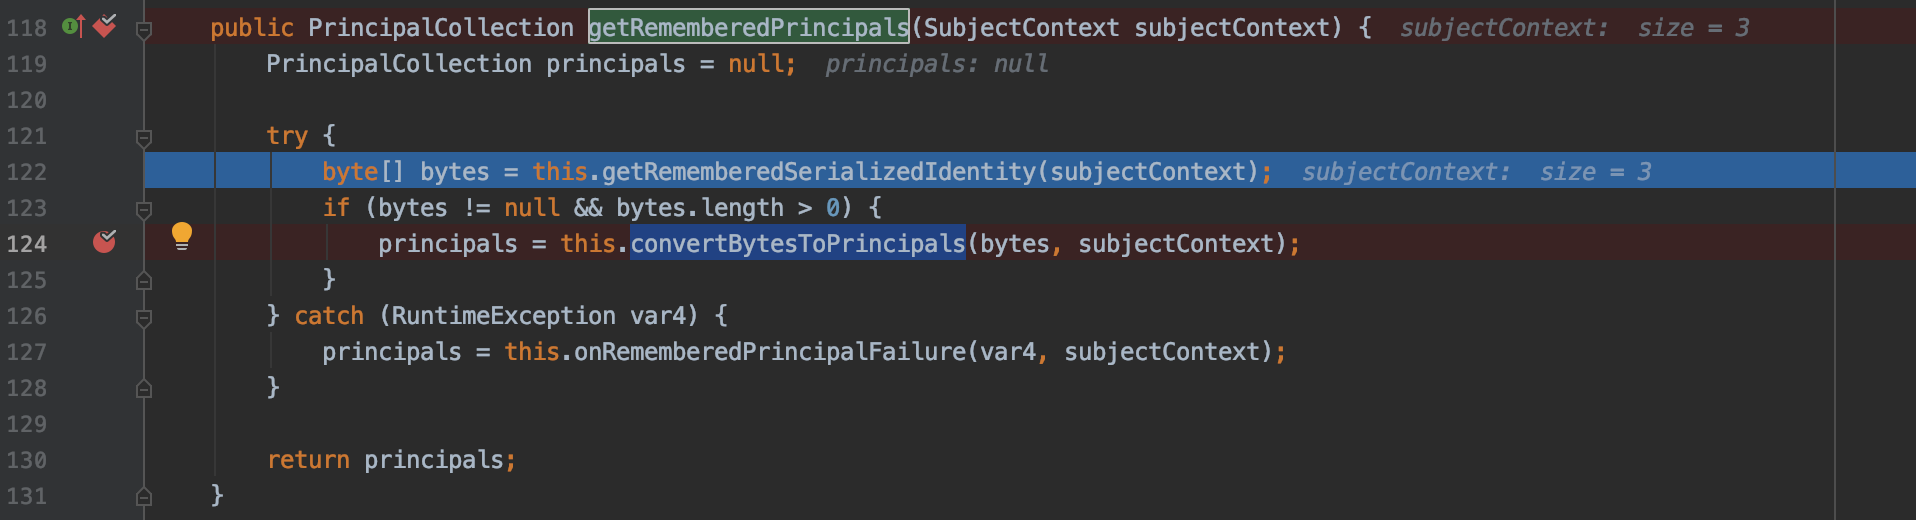 118 public PrincipalCollection getRememberedPrincipals(SubjectContext subjectContext) { subjectContext: size = 3
119 PrincipalCollection principals = null; principals: null
120
121 try {
122 byte[] bytes = this.getRememberedSerializedIdentity(subjectContext); subjectContext: size = 3
123 if (bytes != null && bytes.length > 0) {
124 principals = this.convertBytesToPrincipals(bytes, subjectContext);
125 }
126 } catch (RuntimeException var4) {
127 principals = this.onRememberedPrincipalFailure(var4, subjectContext);
128 }
129
130 return principals;
131 }